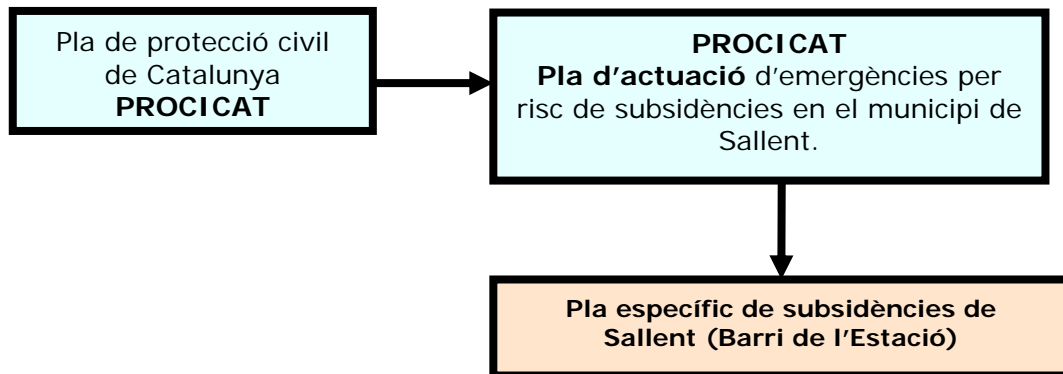 Pla de protecció civil
de Catalunya
PROCICAT
PROCICAT
Pla d'actuació d'emergències per
risc de subsidències en el municipi de
Sallent.
Pla específic de subsidències de
Sallent (Barri de l'Estació)